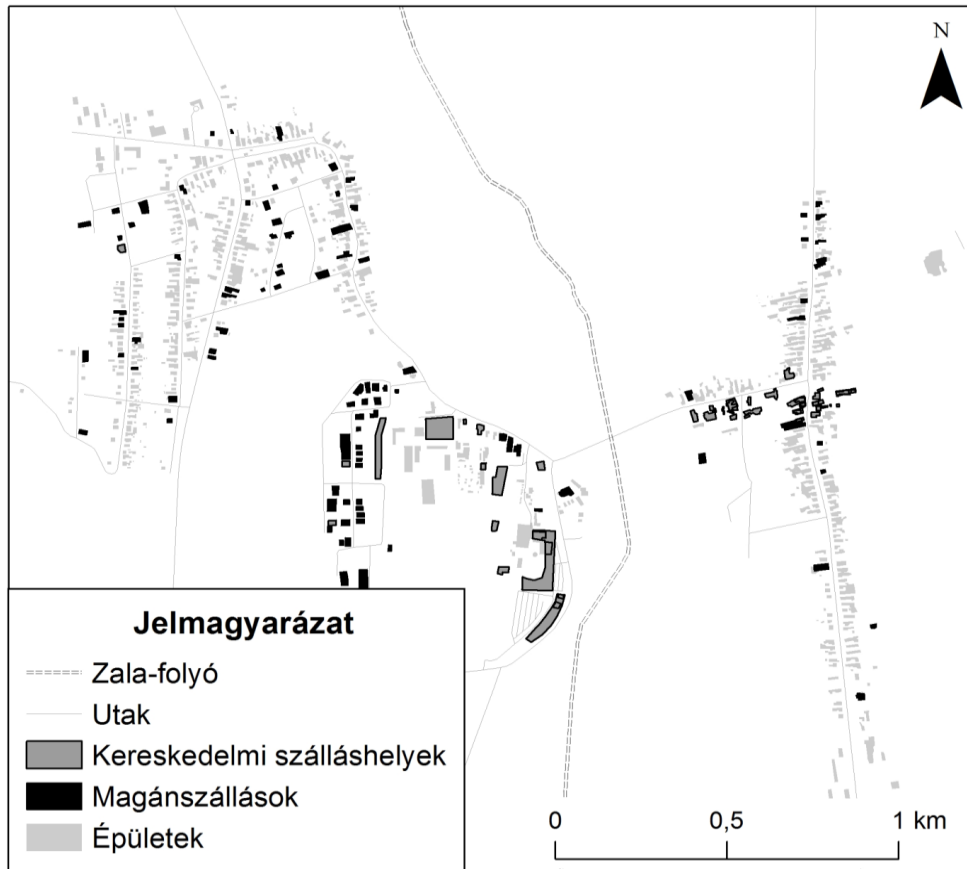 N
Jelmagyarázat
Zala-folyó
Utak
Kereskedelmi szálláshelyek
Magánszállások
Épületek
0 0,5 1 km